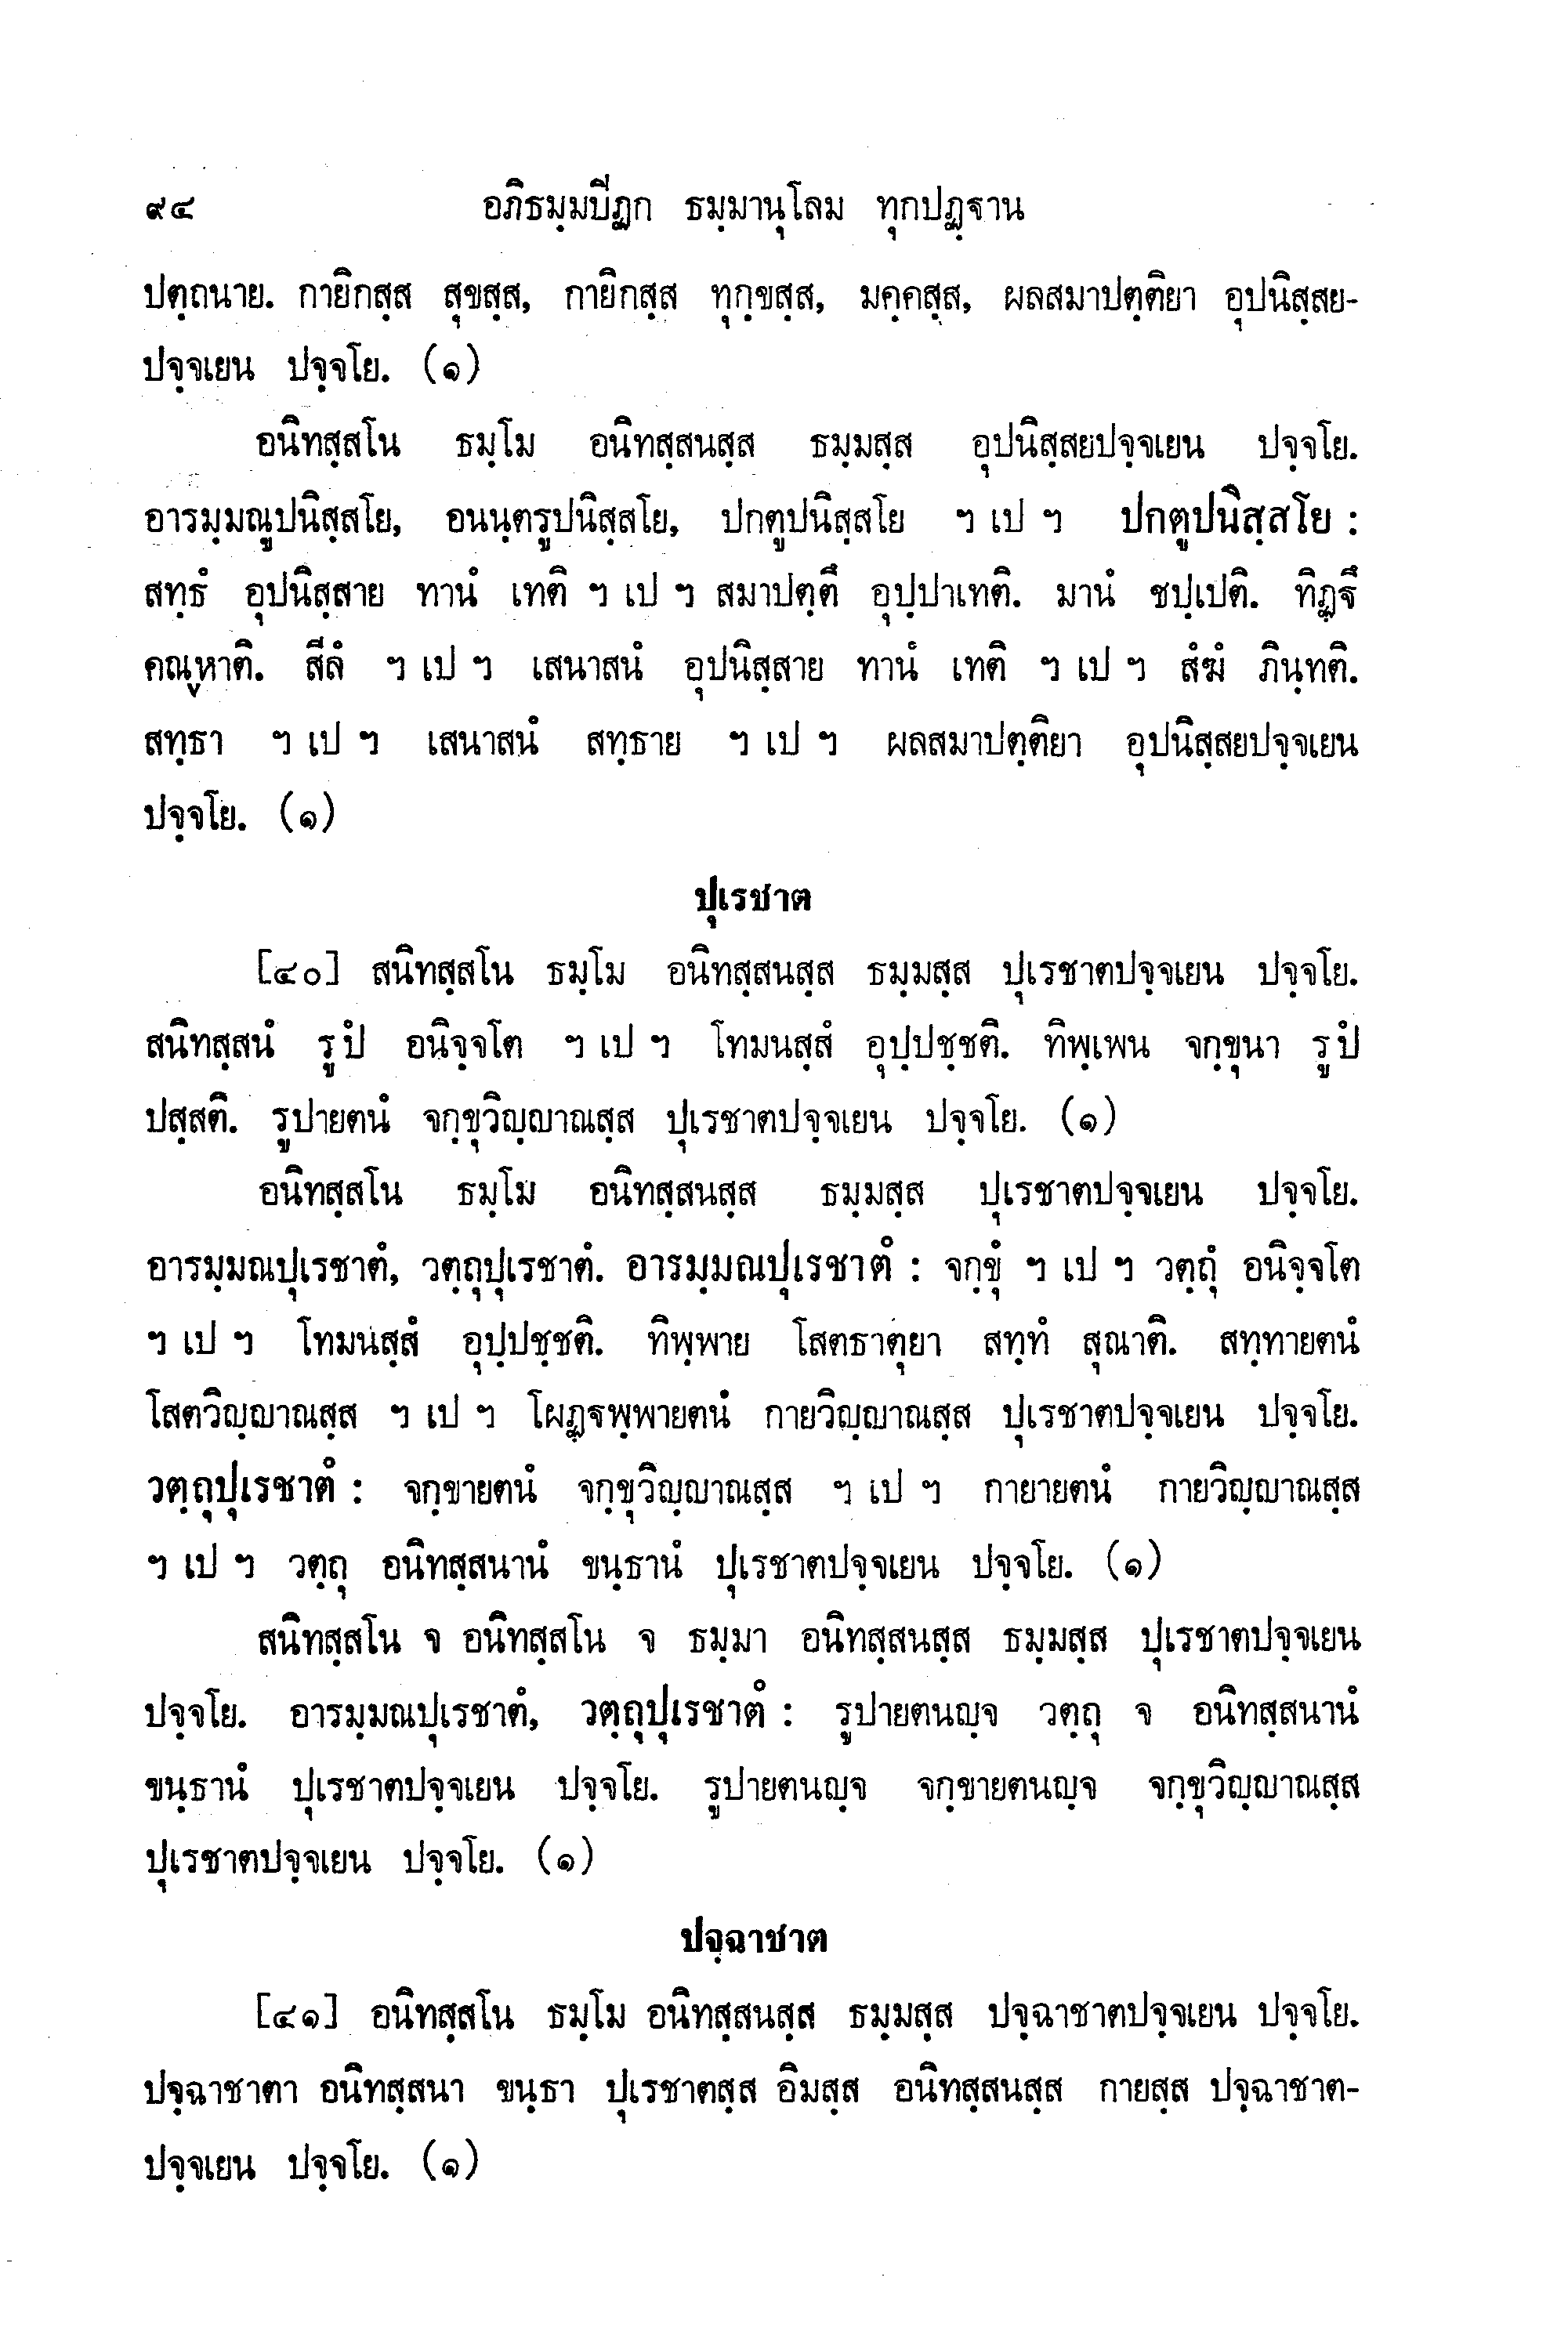 ๙๔ อภิธมฺมปีฏก ธมฺมานุโลม ทุกปฏฺฐาน
ปตฺถนาย. กายิกสฺส สุขสฺส, กายิกสฺส ทุกฺขสฺส, มคฺคสฺส, ผลสมาปตฺติยา อุปนิสฺสย-
ปจฺจเยน ปจฺจโย. (๑)
อนิทสฺสโน ธมฺโม อนิทสฺสนสฺส ธมฺมสฺส อุปนิสฺสยปจฺจเยน ปจฺจโย.
อารมฺมณูปนิสฺสโย, อนนฺตรูปนิสฺสโย, ปกตูปนิสฺสโย ฯ เป ฯ ปกตูปนิสฺสโย :
สทฺธํ อุปนิสฺสาย ทานํ เทติ ฯ เป ฯ สมาปตฺตึ อุปฺปาเทติ. มานํ ชปฺเปติ. ทิฏฺฐึ
คณฺหาติ. สีลํ ฯ เป ฯ เสนาสนํ อุปนิสฺสาย ทานํ เทติ ฯ เป ฯ สํฆํ ภินฺทติ.
สทฺธา ฯ เป ฯ เสนาสนํ สทฺธาย ฯ เป ฯ ผลสมาปตฺติยา อุปนิสฺสยปจฺจเยน
ปจฺจโย. (๑)
ปุเรชาต
[๔๐] สนิทสฺสโน ธมฺโม อนิทสฺสนสฺส ธมฺมสฺส ปุเรชาตปจฺจเยน ปจฺจโย.
สนิทสฺสนํ รูปํ อนิจฺจโต ฯ เป ฯ โทมนสฺสํ อุปฺปชฺชติ. ทิพฺเพน จกฺขุนา รูปํ
ปสฺสติ. รูปายตนํ จกฺขุวิญฺญาณสฺส ปุเรชาตปจฺจเยน ปจฺจโย. (๑)
อนิทสฺสโน ธมฺโม อนิทสฺสนสฺส ธมฺมสฺส ปุเรชาตปจฺจเยน ปจฺจโย.
อารมฺมณปุเรชาตํ, วตฺถุปุเรชาตํ. อารมฺมณปุเรชาตํ : จกฺขุํ ฯ เป ฯ วตฺถุํ อนิจฺจโต
ฯ เป ฯ โทมนสฺสํ อุปฺปชฺชติ. ทิพฺพาย โสตธาตุยา สทฺทํ สุณาติ. สทฺทายตนํ
โสตวิญฺญาณสฺส ฯ เป ฯ โผฏฺฐพฺพายตนํ กายวิญฺญาณสฺส ปุเรชาตปจฺจเยน ปจฺจโย.
วตฺถุปุเรชาตํ : จกฺขายตนํ จกฺขุวิญฺญาณสฺส ฯ เป ฯ กายายตนํ กายวิญฺญาณสฺส
ฯ เป ฯ วตฺถุ อนิทสฺสนานํ ขนฺธานํ ปุเรชาตปจฺจเยน ปจฺจโย. (๑)
สนิทสฺสโน จ อนิทสฺสโน จ ธมฺมา อนิทสฺสนสฺส ธมฺมสฺส ปุเรชาตปจฺจเยน
ปจฺจโย. อารมฺมณปุเรชาตํ, วตฺถุปุเรชาตํ : รูปายตนญฺจ วตฺถุ จ อนิทสฺสนานํ
ขนฺธานํ ปุเรชาตปจฺจเยน ปจฺจโย. รูปายตนญฺจ จกฺขายตนญฺจ จกฺขุวิญฺญาณสฺส
ปุเรชาตปจฺจเยน ปจฺจโย. (๑)
ปจฺฉาชาต
[๔๑] อนิทสฺสโน ธมฺโม อนิทสฺสนสฺส ธมฺมสฺส ปจฺฉาชาตปจฺจเยน ปจฺจโย.
ปจฺฉาชาตา อนิทสฺสนา ขนฺธา ปุเรชาตสฺส อิมสฺส อนิทสฺสนสฺส กายสฺส ปจฺฉาชาต-
ปจฺจเยน ปจฺจโย. (๑)